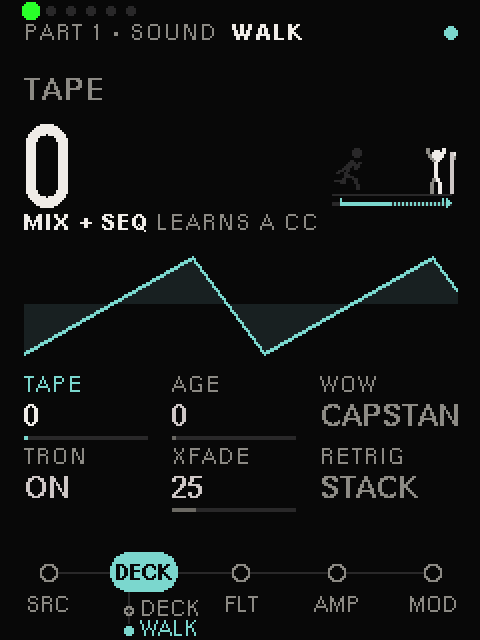 PART 1 · SOUND WALK
TAPE
0
MIX + SEQ LEARNS A CC
TAPE AGE WOW
0 0 CAPSTAN
TRON XFADE RETRIG
ON 25 STACK
DECK
SRC DECK FLT AMP MOD
WALK